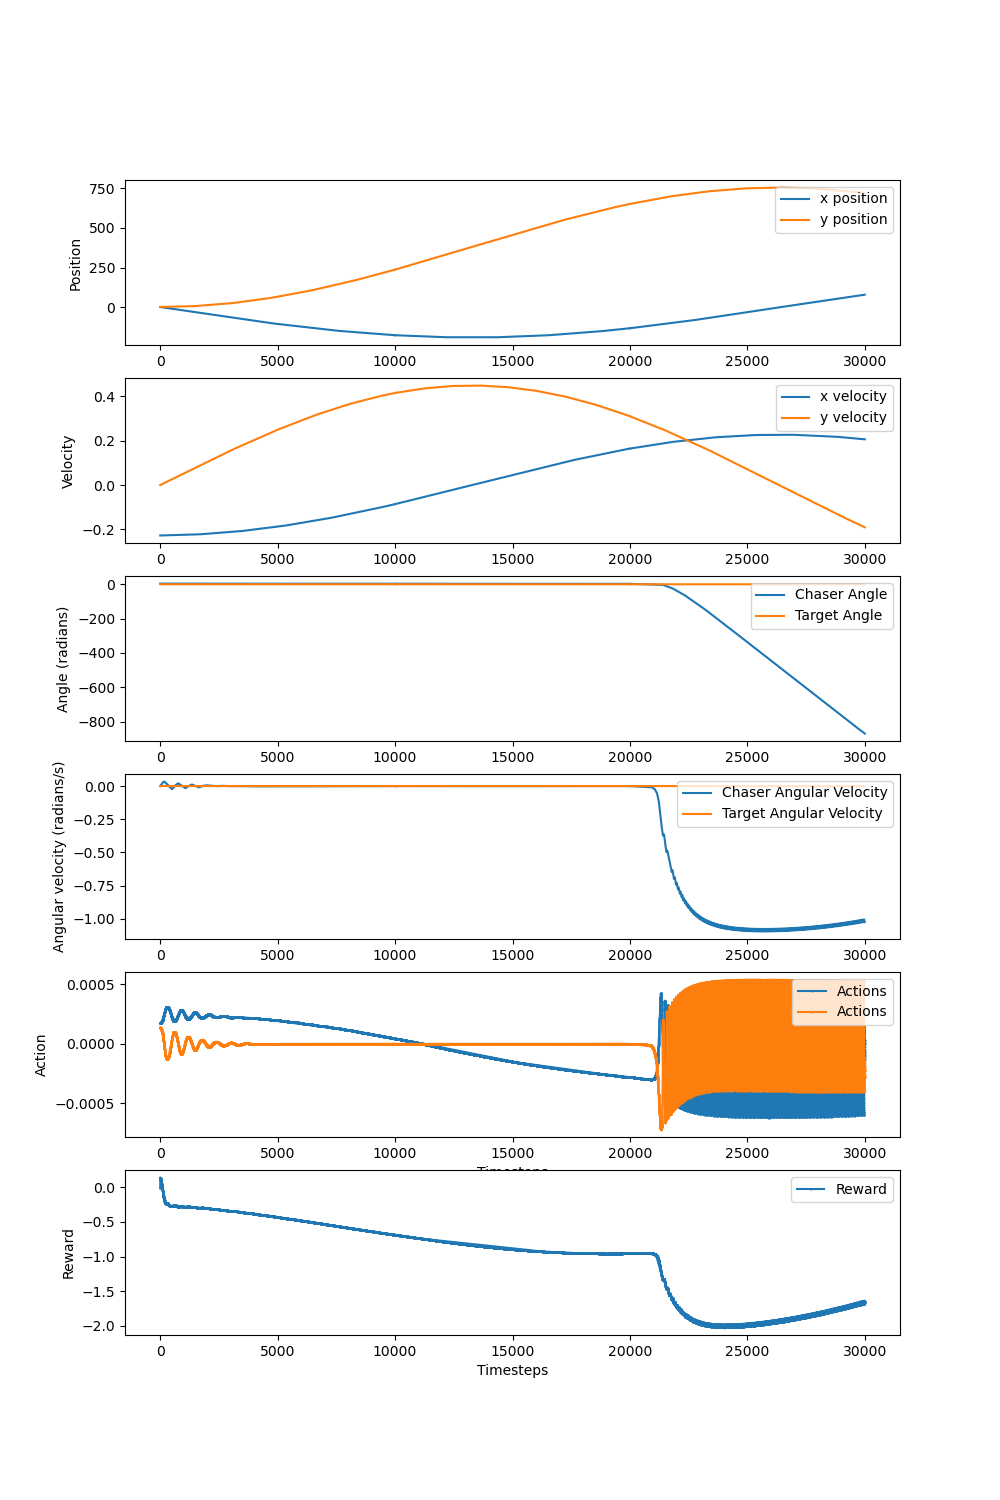 750
500
250
0
Position
x position
y position
0 5000 10000 15000 20000 25000 30000
0.4
0.2
0.0
−0.2
Velocity
x velocity
y velocity
0 5000 10000 15000 20000 25000 30000
0
−200
−400
−600
−800
Angle (radians)
Chaser Angle
Target Angle
0 5000 10000 15000 20000 25000 30000
0.00
−0.25
−0.50
−0.75
−1.00
Angular velocity (radians/s)
Chaser Angular Velocity
Target Angular Velocity
0 5000 10000 15000 20000 25000 30000
0.0005
0.0000
−0.0005
Action
Actions
Actions
0 5000 10000 15000 20000 25000 30000
Timesteps
0.0
−0.5
−1.0
−1.5
−2.0
Reward
Reward
0 5000 10000 15000 20000 25000 30000
Timesteps